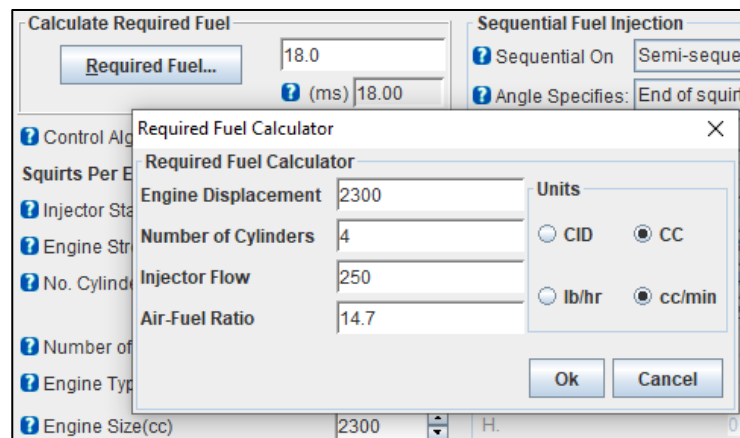 Calculate Required Fuel
Required Fuel...
18.0
(ms) 18.00
Sequential Fuel Injection
Sequential On Semi-seque
Angle Specifies: End of squirt
Control Alg
Squirts Per E
Injector Sta
Engine Stro
No. Cylinde
Number of
Engine Typ
Engine Size(cc) 2300
H. 0
Required Fuel Calculator
Required Fuel Calculator
Engine Displacement 2300
Number of Cylinders 4
Injector Flow 250
Air-Fuel Ratio 14.7
Units
CID CC
lb/hr cc/min
Ok Cancel